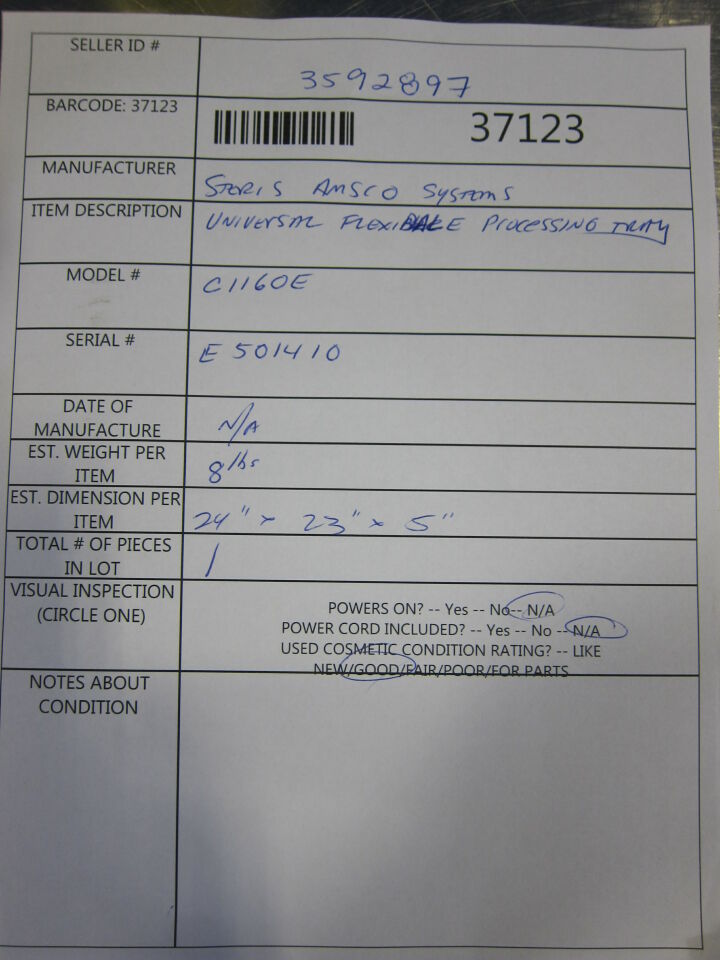 SELLER ID #
3592897
BARCODE: 37123
37123
MANUFACTURER
STERIS AMSCO SYSTEMS
ITEM DESCRIPTION
UNIVERSAL FLEXIBLE PROCESSING TRAY
MODEL #
C1160E
SERIAL #
E 501410
DATE OF
MANUFACTURE
N/A
EST. WEIGHT PER
ITEM
8 lbs
EST. DIMENSION PER
ITEM
24" x 23" x 5"
TOTAL # OF PIECES
IN LOT
1
VISUAL INSPECTION
(CIRCLE ONE)
POWERS ON? -- Yes -- No-- N/A
POWER CORD INCLUDED? -- Yes -- No -- N/A
USED COSMETIC CONDITION RATING? -- LIKE
NEW/GOOD/FAIR/POOR/FOR PARTS
NOTES ABOUT
CONDITION